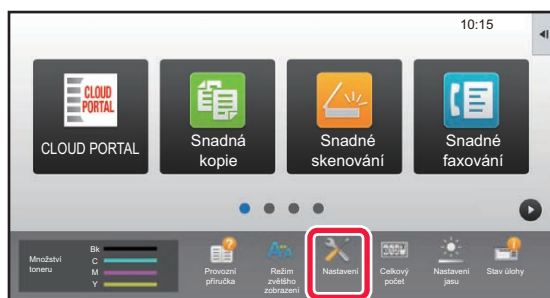 10:15
CLOUD
PORTAL
CLOUD PORTAL
Snadná
kopie
Snadné
skenování
Snadné
faxování
Množství
toneru
Bk
C
M
Y
Provozní
příručka
Režim
zvětšho
zobrazení
Nastavení
Celkový
počet
Nastavení
jasu
Stav úlohy